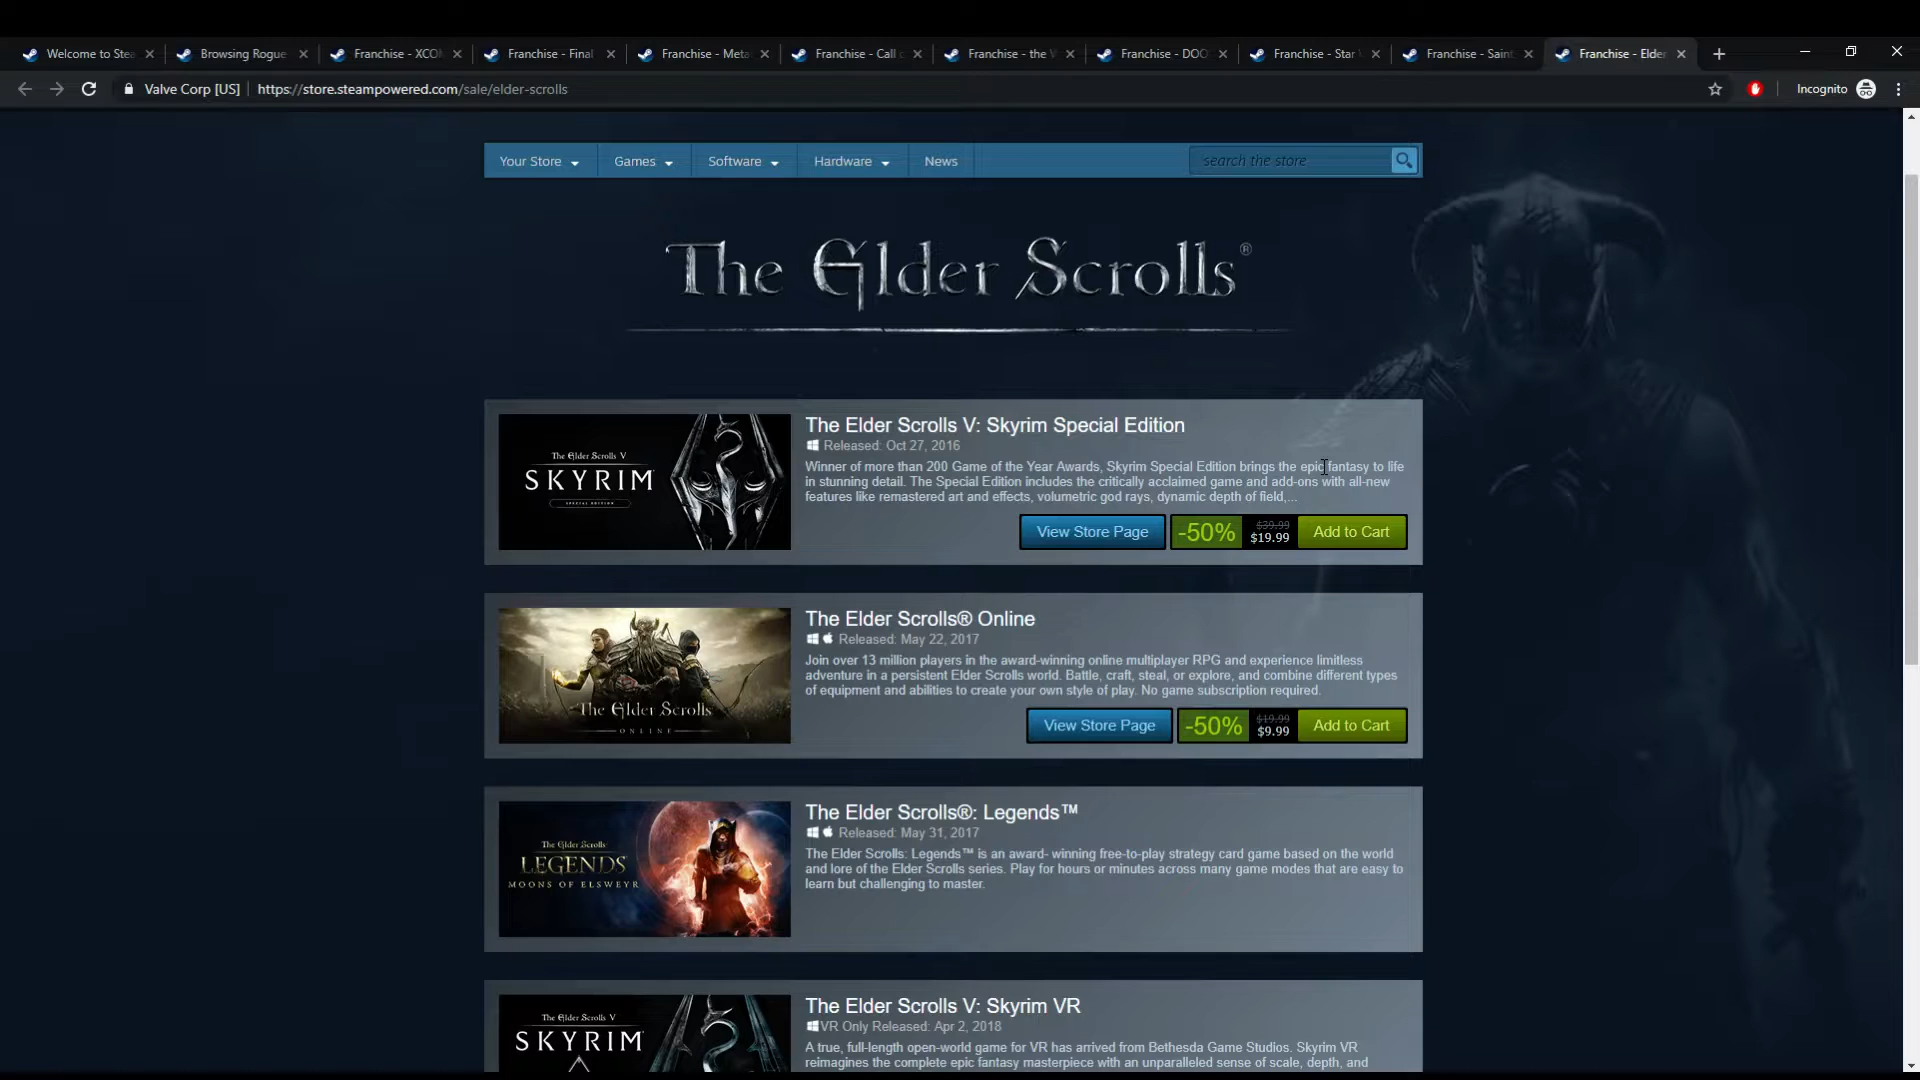 Welcome to Stea
Browsing Rogue
Franchise - XCOM
Franchise - Final
Franchise - Meta
Franchise - Call o
Franchise - the W
Franchise - DOO
Franchise - Star W
Franchise - Saint
Franchise - Elder
Valve Corp [US] https://store.steampowered.com/sale/elder-scrolls
Incognito
Your Store
Games
Software
Hardware
News
search the store
The Elder Scrolls®
The Elder Scrolls V
SKYRIM
SPECIAL EDITION
The Elder Scrolls V: Skyrim Special Edition
Released: Oct 27, 2016
Winner of more than 200 Game of the Year Awards, Skyrim Special Edition brings the epic fantasy to life
in stunning detail. The Special Edition includes the critically acclaimed game and add-ons with all-new
features like remastered art and effects, volumetric god rays, dynamic depth of field,...
View Store Page
-50%
$39.99
$19.99
Add to Cart
The Elder Scrolls
ONLINE
The Elder Scrolls® Online
Released: May 22, 2017
Join over 13 million players in the award-winning online multiplayer RPG and experience limitless
adventure in a persistent Elder Scrolls world. Battle, craft, steal, or explore, and combine different types
of equipment and abilities to create your own style of play. No game subscription required.
View Store Page
-50%
$19.99
$9.99
Add to Cart
The Elder Scrolls
LEGENDS
MOONS OF ELSWEYR
The Elder Scrolls®: Legends™
Released: May 31, 2017
The Elder Scrolls: Legends™ is an award- winning free-to-play strategy card game based on the world
and lore of the Elder Scrolls series. Play for hours or minutes across many game modes that are easy to
learn but challenging to master.
The Elder Scrolls V
SKYRIM
The Elder Scrolls V: Skyrim VR
VR Only Released: Apr 2, 2018
A true, full-length open-world game for VR has arrived from Bethesda Game Studios. Skyrim VR
reimagines the complete epic fantasy masterpiece with an unparalleled sense of scale, depth, and